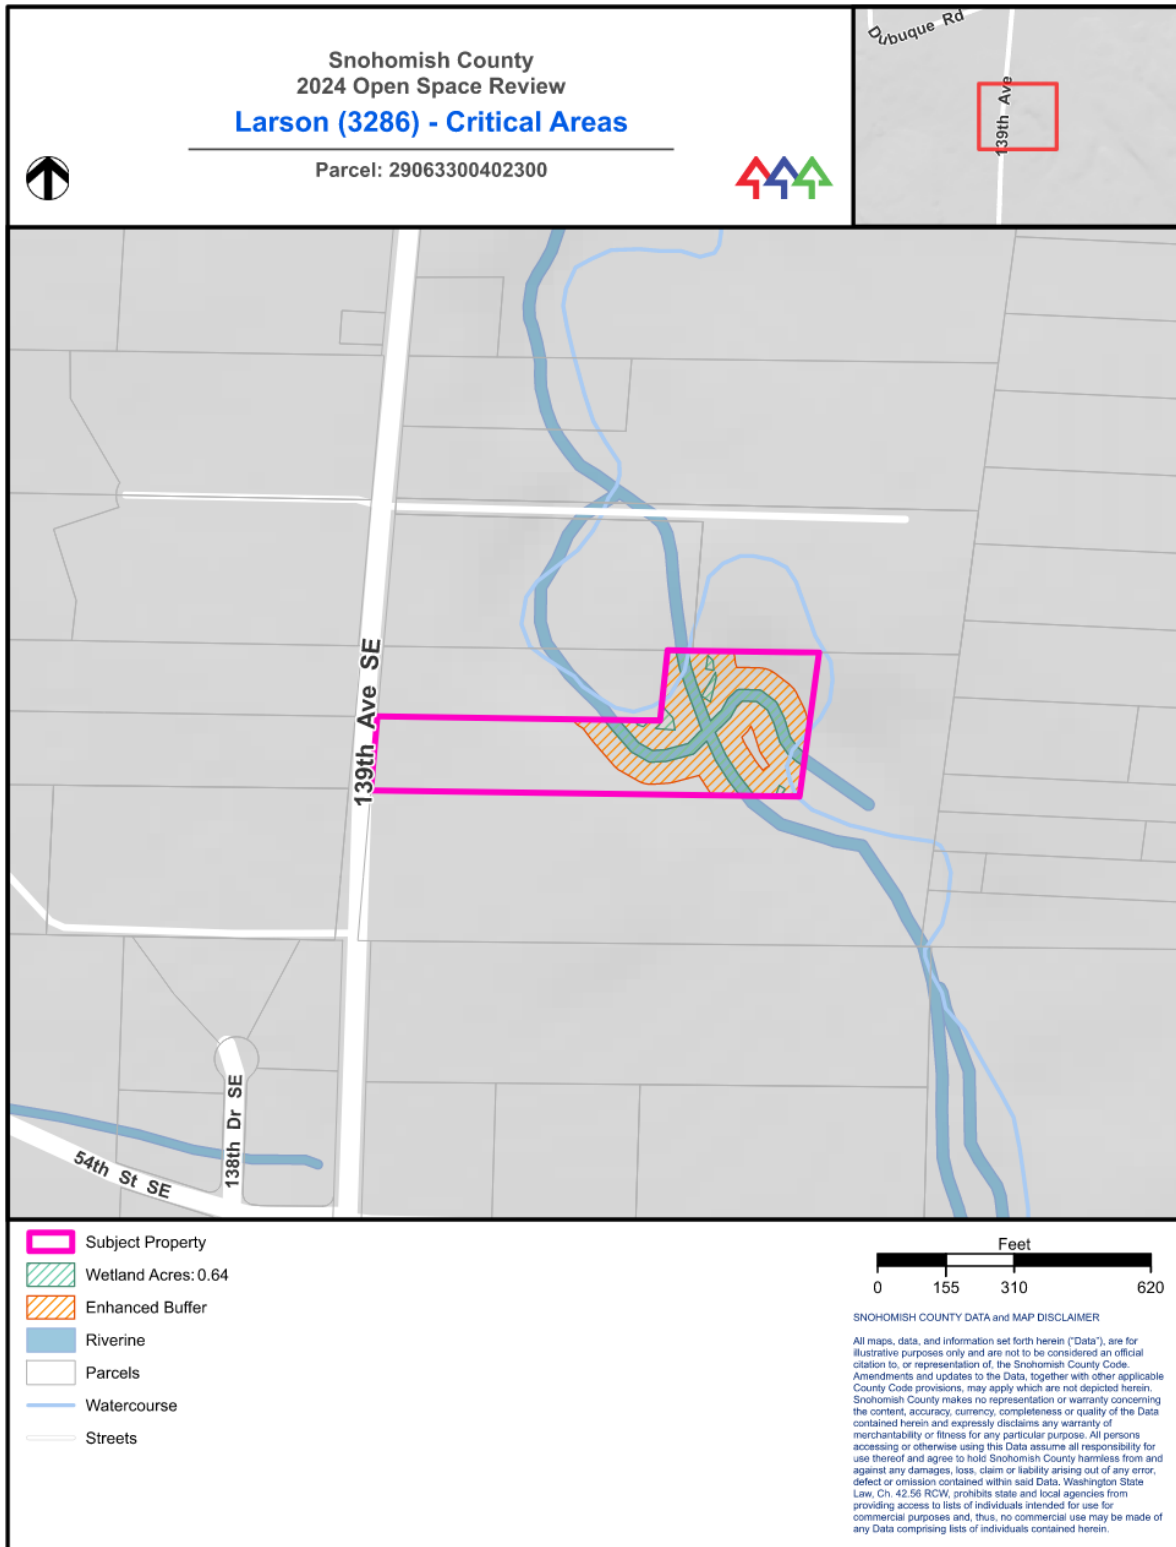 Snohomish County
2024 Open Space Review
Larson (3286) - Critical Areas
Parcel: 29063300402300
Dubuque Rd
139th Ave
139th Ave SE
138th Dr SE
54th St SE
Subject Property
Wetland Acres: 0.64
Enhanced Buffer
Riverine
Parcels
Watercourse
Streets
Feet
0 155 310 620
SNOHOMISH COUNTY DATA and MAP DISCLAIMER
All maps, data, and information set forth herein ("Data"), are for
illustrative purposes only and are not to be considered an official
citation to, or representation of, the Snohomish County Code.
Amendments and updates to the Data, together with other applicable
County Code provisions, may apply which are not depicted herein.
Snohomish County makes no representation or warranty concerning
the content, accuracy, currency, completeness or quality of the Data
contained herein and expressly disclaims any warranty of
merchantability or fitness for any particular purpose. All persons
accessing or otherwise using this Data assume all responsibility for
use thereof and agree to hold Snohomish County harmless from and
against any damages, loss, claim or liability arising out of any error,
defect or omission contained within said Data. Washington State
Law, Ch. 42.56 RCW, prohibits state and local agencies from
providing access to lists of individuals intended for use for
commercial purposes and, thus, no commercial use may be made of
any Data comprising lists of individuals contained herein.